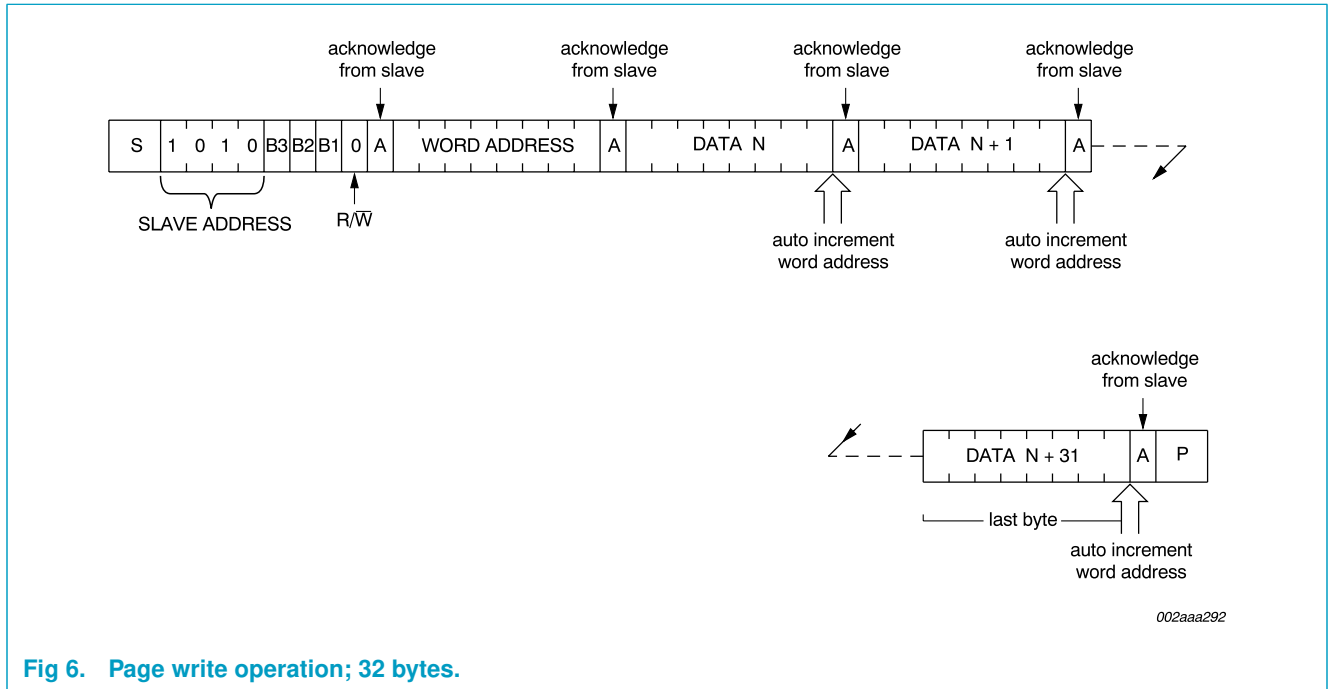 acknowledge
from slave
acknowledge
from slave
acknowledge
from slave
acknowledge
from slave
S 1 0 1 0 B3 B2 B1 0 A WORD ADDRESS A DATA N A DATA N + 1 A
SLAVE ADDRESS
R/W̅
auto increment
word address
auto increment
word address
acknowledge
from slave
DATA N + 31 A P
last byte
auto increment
word address
002aaa292
Fig 6. Page write operation; 32 bytes.